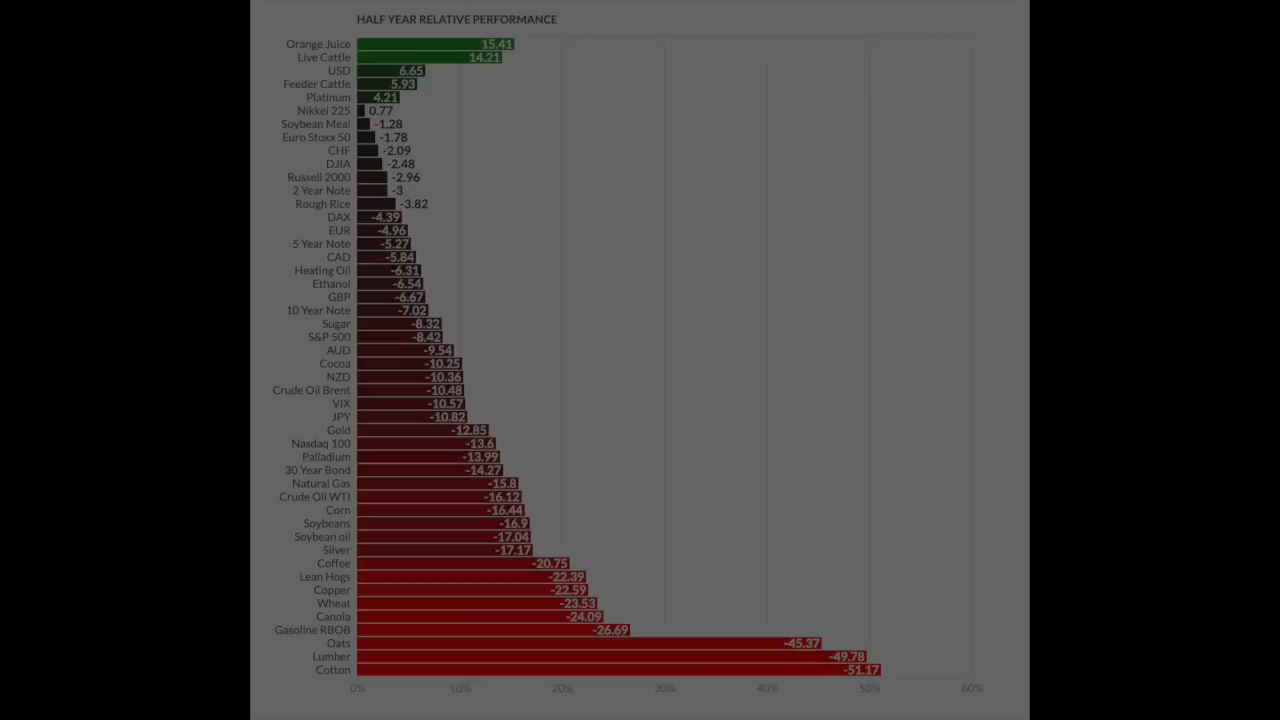 HALF YEAR RELATIVE PERFORMANCE
Orange Juice 15.41
Live Cattle 14.21
USD 6.65
Feeder Cattle 5.93
Platinum 4.21
Nikkei 225 0.77
Soybean Meal -1.28
Euro Stoxx 50 -1.78
CHF -2.09
DJIA -2.48
Russell 2000 -2.96
2 Year Note -3
Rough Rice -3.82
DAX -4.39
EUR -4.96
5 Year Note -5.27
CAD -5.84
Heating Oil -6.31
Ethanol -6.54
GBP -6.67
10 Year Note -7.02
Sugar -8.32
S&P 500 -8.42
AUD -9.54
Cocoa -10.25
NZD -10.36
Crude Oil Brent -10.48
VIX -10.57
JPY -10.82
Gold -12.85
Nasdaq 100 -13.6
Palladium -13.99
30 Year Bond -14.27
Natural Gas -15.8
Crude Oil WTI -16.12
Corn -16.44
Soybeans -16.9
Soybean oil -17.04
Silver -17.17
Coffee -20.75
Lean Hogs -22.39
Copper -22.59
Wheat -23.53
Canola -24.09
Gasoline RBOB -26.69
Oats -45.37
Lumber -49.78
Cotton -51.17
0% 10% 20% 30% 40% 50% 60%